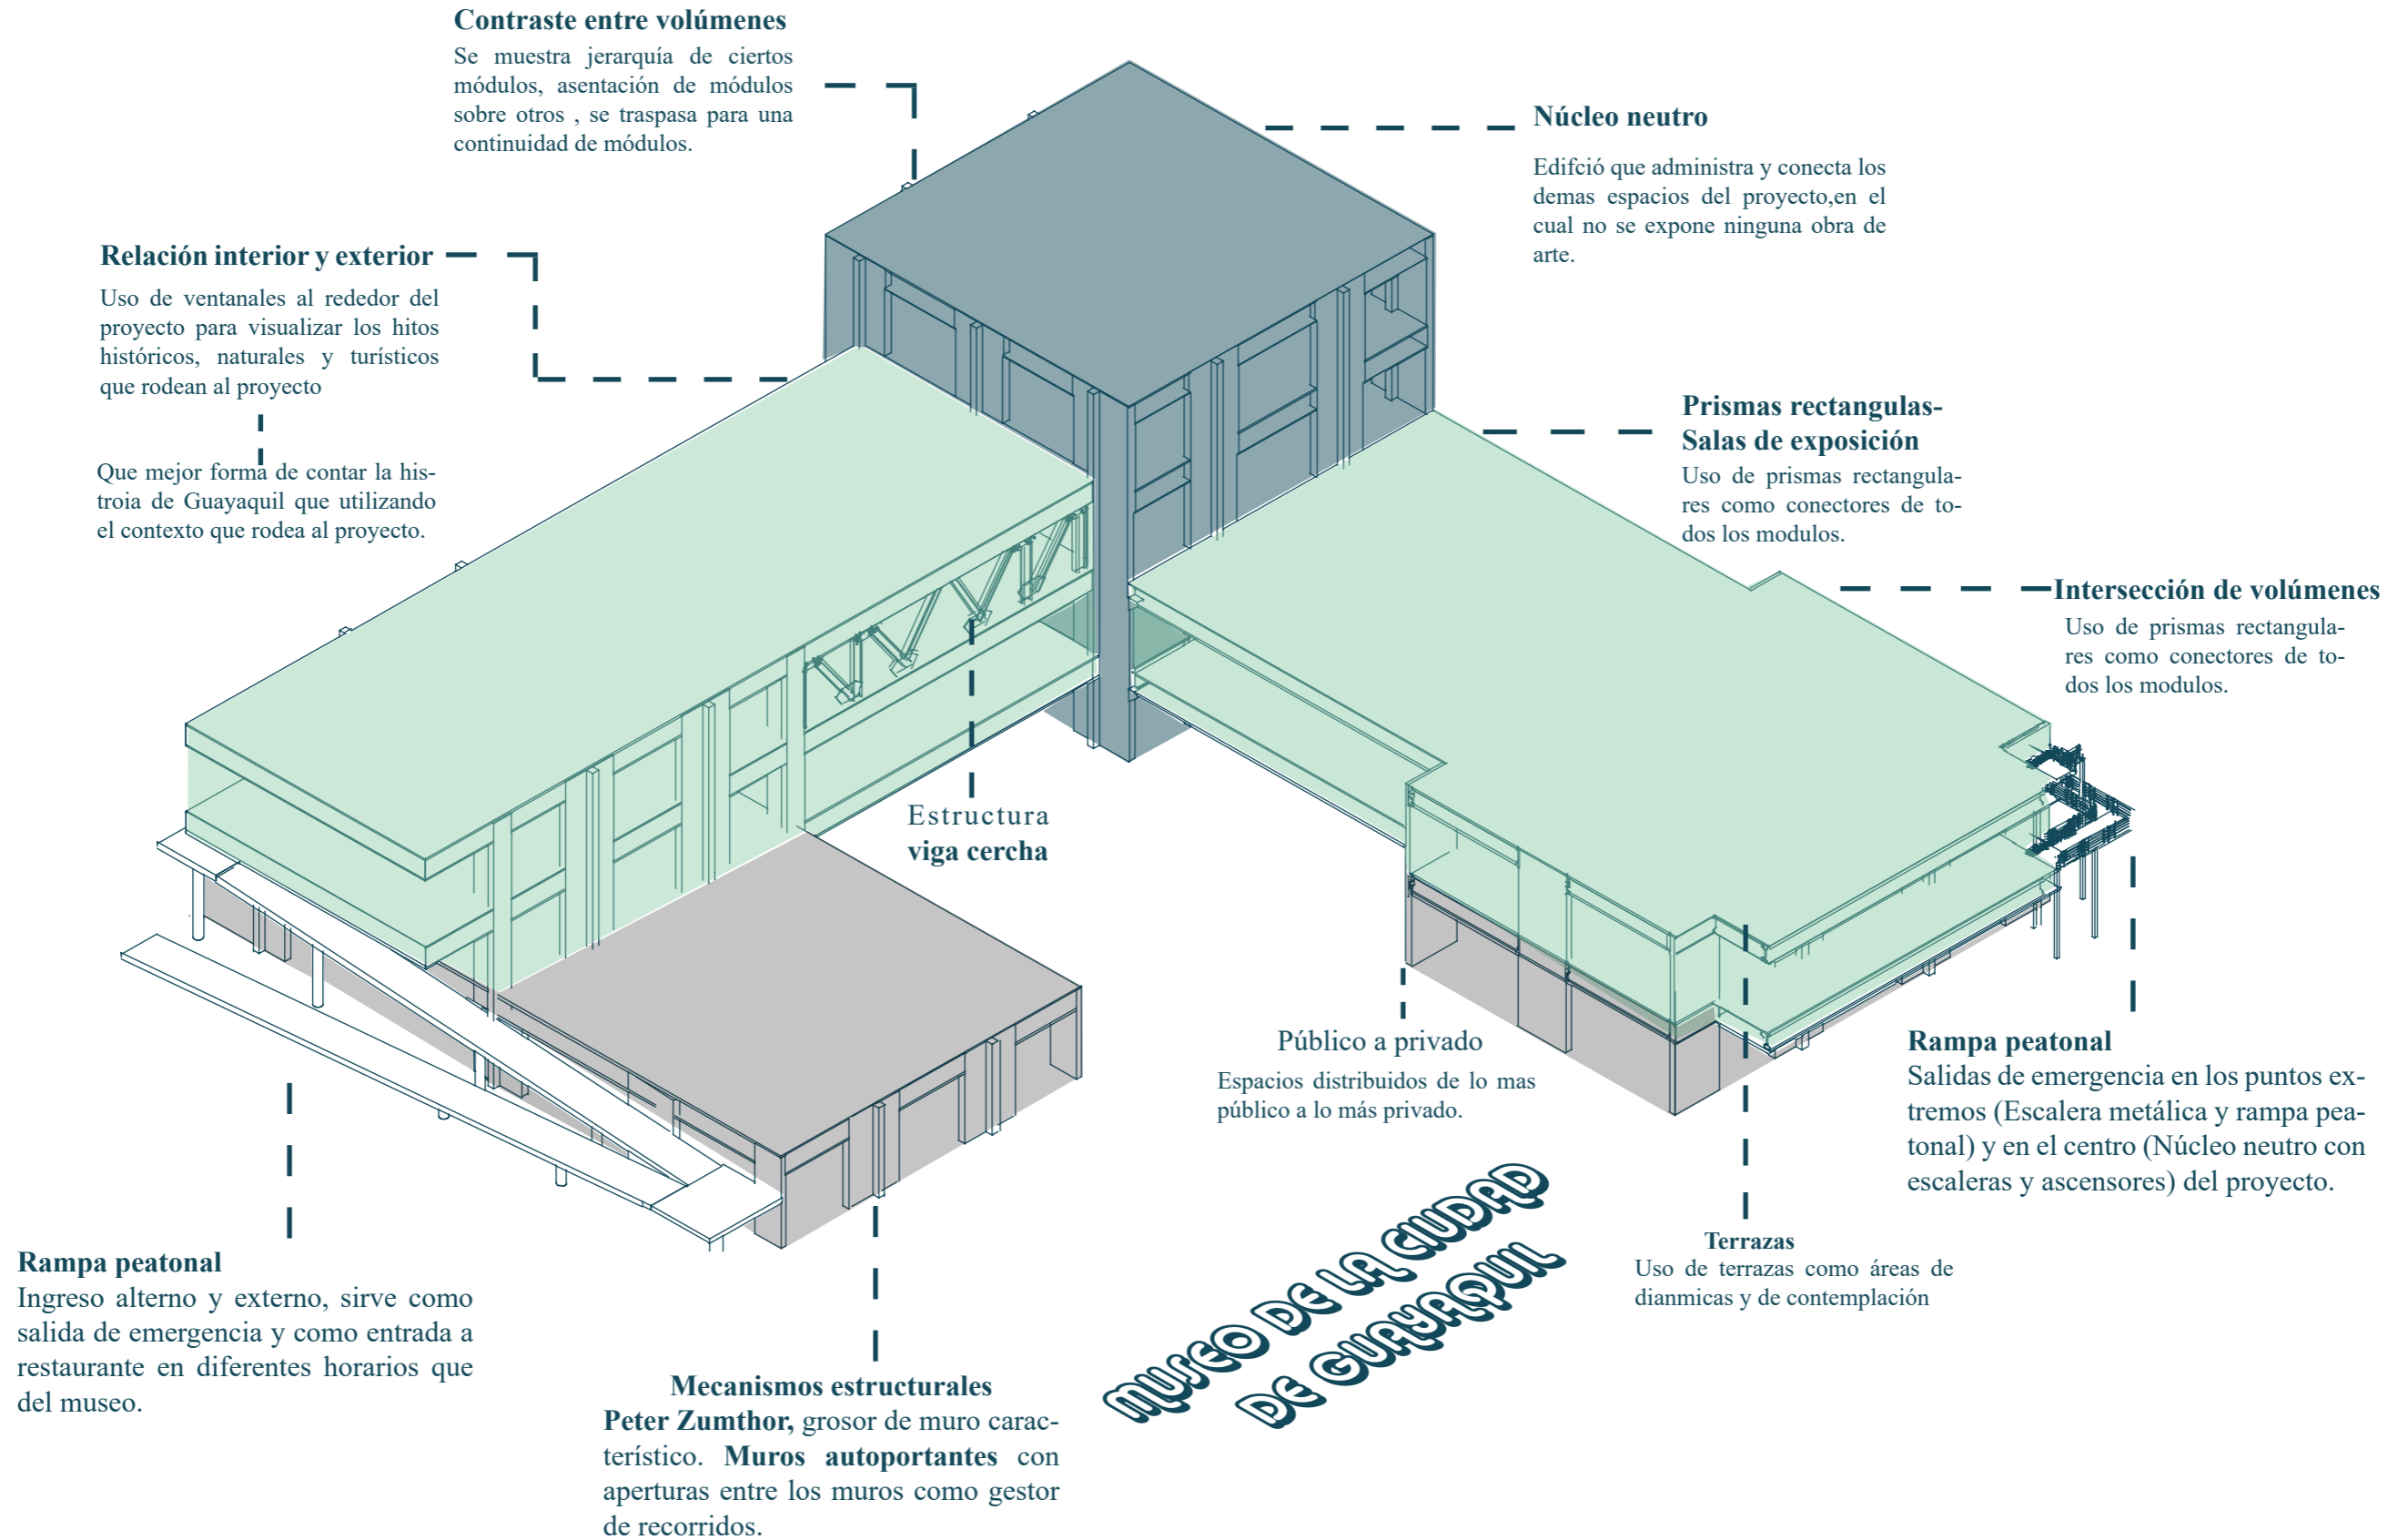 Contraste entre volúmenes
Se muestra jerarquía de ciertos
módulos, asentación de módulos
sobre otros , se traspasa para una
continuidad de módulos.
Núcleo neutro
Edifció que administra y conecta los
demas espacios del proyecto,en el
cual no se expone ninguna obra de
arte.
Relación interior y exterior
Uso de ventanales al rededor del
proyecto para visualizar los hitos
históricos, naturales y turísticos
que rodean al proyecto
Que mejor forma de contar la his-
troia de Guayaquil que utilizando
el contexto que rodea al proyecto.
Prismas rectangulas-
Salas de exposición
Uso de prismas rectangula-
res como conectores de to-
dos los modulos.
Intersección de volúmenes
Uso de prismas rectangula-
res como conectores de to-
dos los modulos.
Estructura
viga cercha
Público a privado
Espacios distribuidos de lo mas
público a lo más privado.
Rampa peatonal
Salidas de emergencia en los puntos ex-
tremos (Escalera metálica y rampa pea-
tonal) y en el centro (Núcleo neutro con
escaleras y ascensores) del proyecto.
Terrazas
Uso de terrazas como áreas de
dianmicas y de contemplación
Rampa peatonal
Ingreso alterno y externo, sirve como
salida de emergencia y como entrada a
restaurante en diferentes horarios que
del museo.
Mecanismos estructurales
Peter Zumthor, grosor de muro carac-
terístico. Muros autoportantes con
aperturas entre los muros como gestor
de recorridos.
MUSEO DE LA CIUDAD
DE GUAYAQUIL